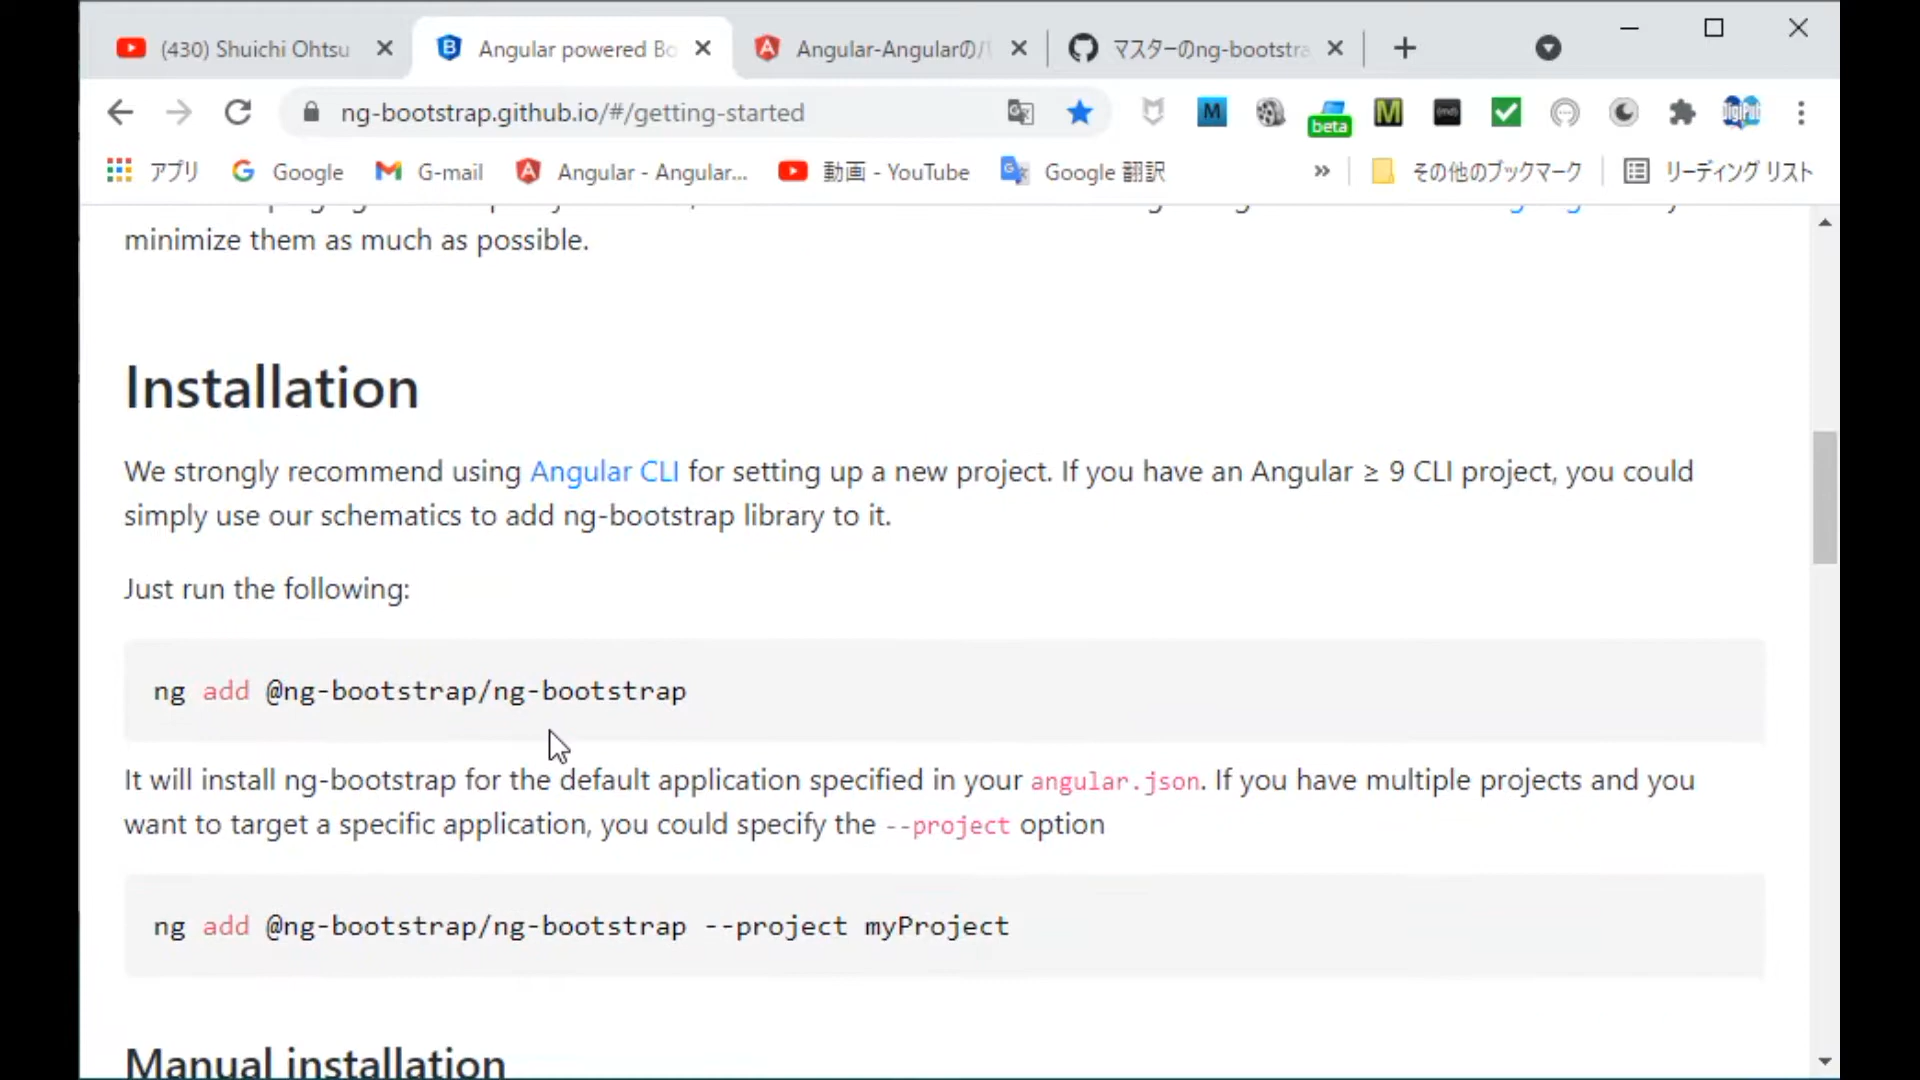 (430) Shuichi Ohtsu
Angular powered Bo
Angular-Angularのバ
マスターのng-bootstra
ng-bootstrap.github.io/#/getting-started
M
beta
M
DigiPub
アプリ
Google
G-mail
Angular - Angular...
動画 - YouTube
Google 翻訳
»
その他のブックマーク
リーディング リスト
minimize them as much as possible.
Installation
We strongly recommend using Angular CLI for setting up a new project. If you have an Angular ≥ 9 CLI project, you could
simply use our schematics to add ng-bootstrap library to it.
Just run the following:
ng add @ng-bootstrap/ng-bootstrap
It will install ng-bootstrap for the default application specified in your angular.json. If you have multiple projects and you
want to target a specific application, you could specify the --project option
ng add @ng-bootstrap/ng-bootstrap --project myProject
Manual installation